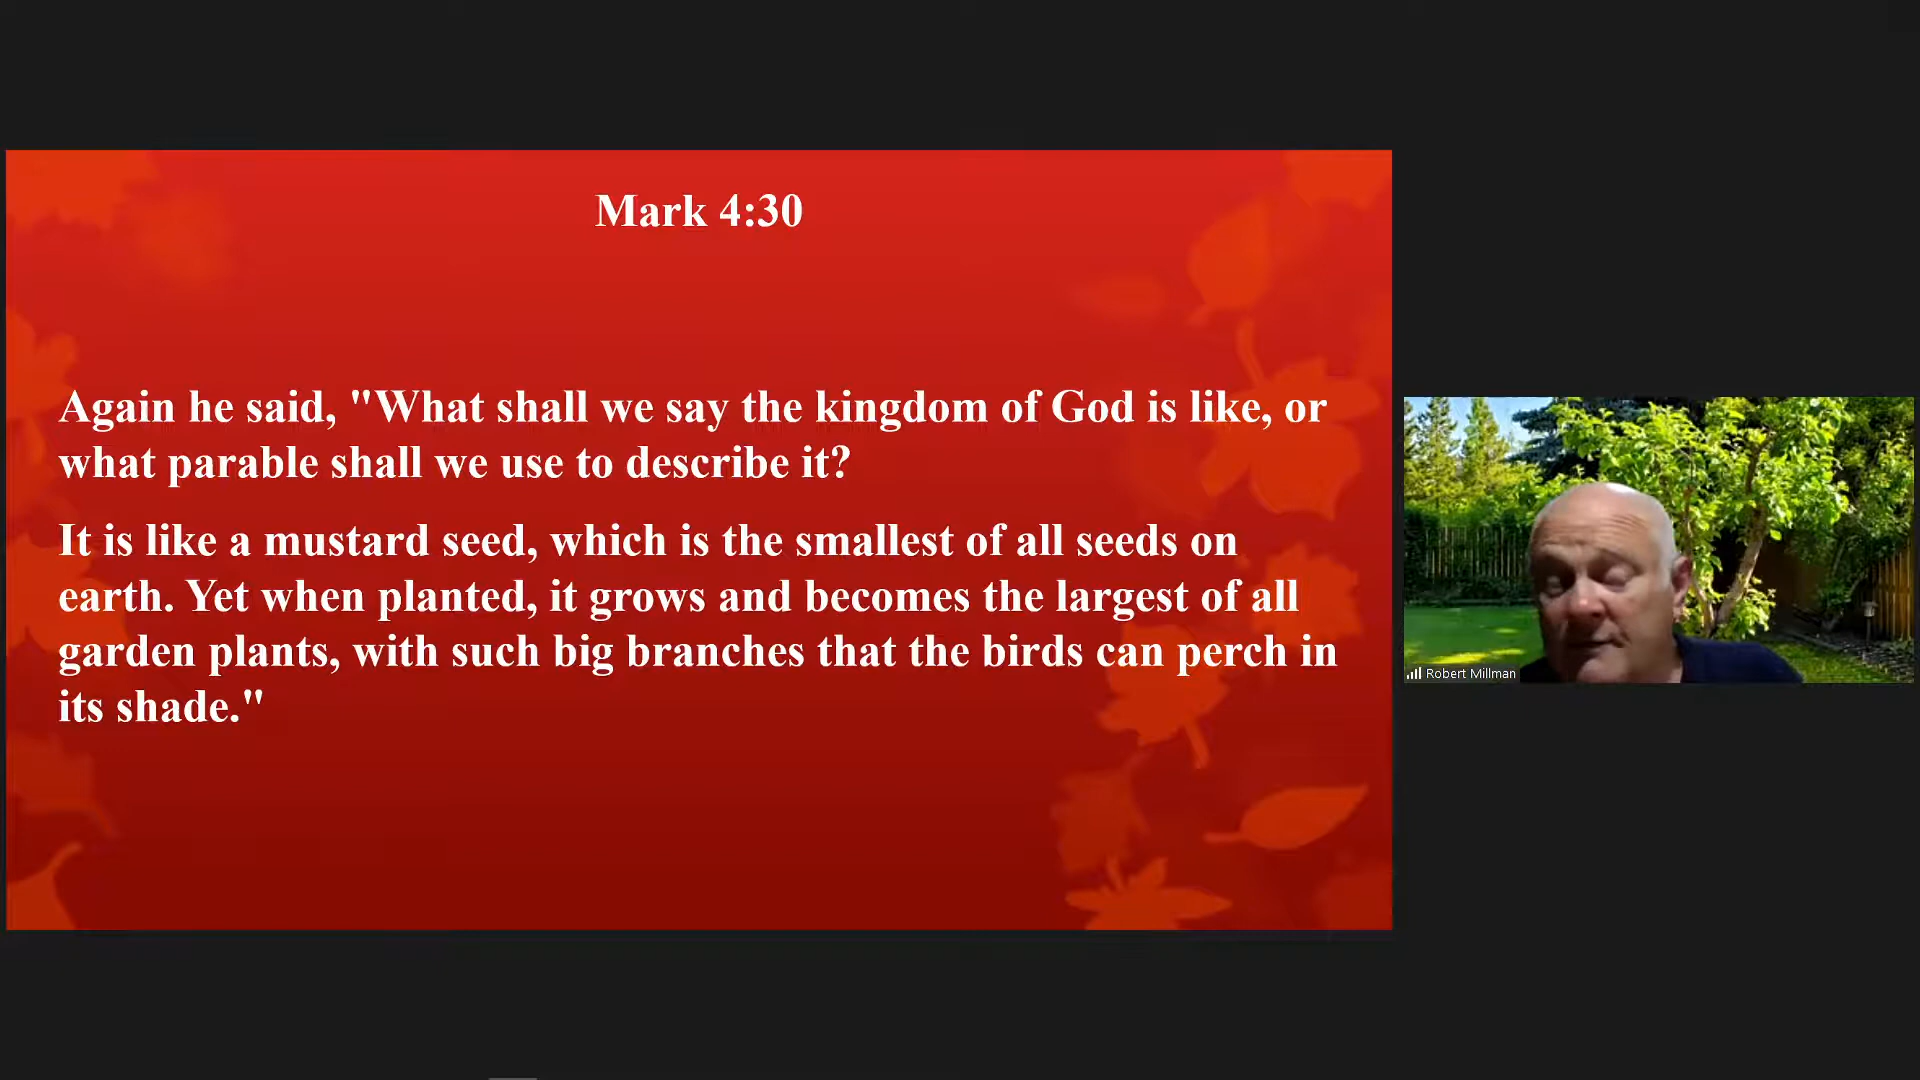 Mark 4:30
Again he said, "What shall we say the kingdom of God is like, or
what parable shall we use to describe it?
It is like a mustard seed, which is the smallest of all seeds on
earth. Yet when planted, it grows and becomes the largest of all
garden plants, with such big branches that the birds can perch in
its shade."
Robert Millman